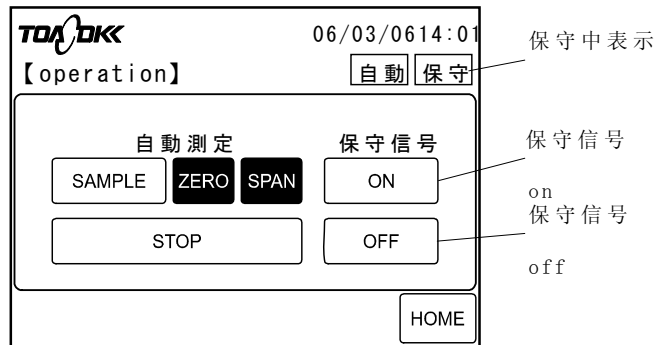 TOADKK 06/03/0614:01
【operation】 自動 保守
保守中表示
自動測定 保守信号
SAMPLE ZERO SPAN ON
保守信号
on
STOP OFF
保守信号
off
HOME